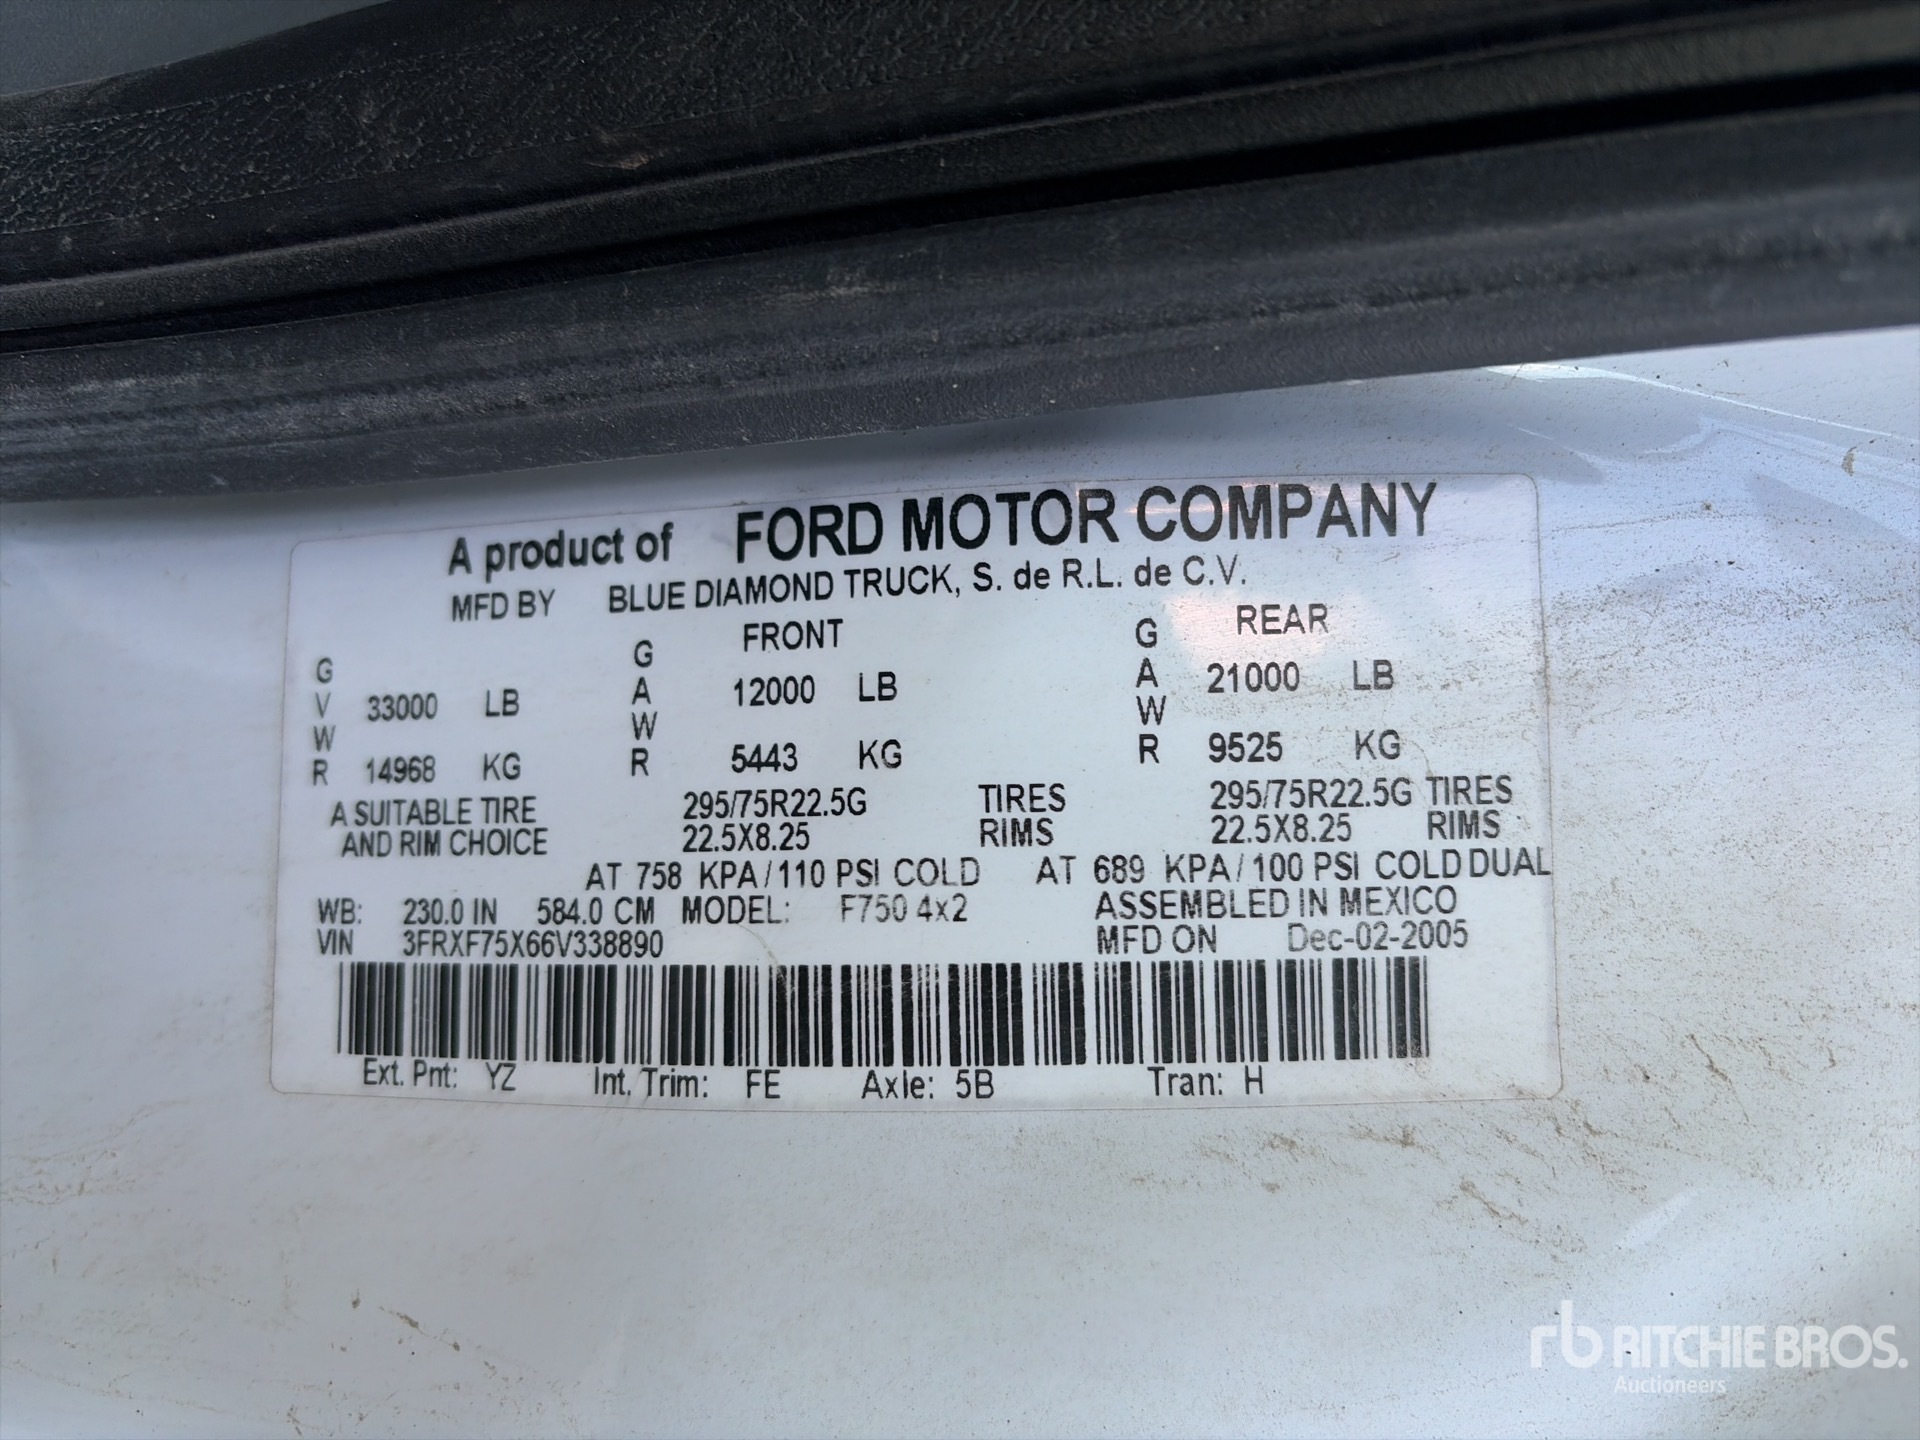 A product of FORD MOTOR COMPANY
MFD BY BLUE DIAMOND TRUCK, S. de R.L. de C.V.
FRONT REAR
GVWR 33000 LB GAWR 12000 LB GAWR 21000 LB
14968 KG 5443 KG 9525 KG
A SUITABLE TIRE 295/75R22.5G TIRES 295/75R22.5G TIRES
AND RIM CHOICE 22.5X8.25 RIMS 22.5X8.25 RIMS
AT 758 KPA/110 PSI COLD AT 689 KPA/100 PSI COLD DUAL
WB: 230.0 IN 584.0 CM MODEL: F750 4x2 ASSEMBLED IN MEXICO
VIN 3FRXF75X66V338890 MFD ON Dec-02-2005
Ext. Pnt: YZ Int. Trim: FE Axle: 5B Tran: H
rb RITCHIE BROS.
Auctioneers